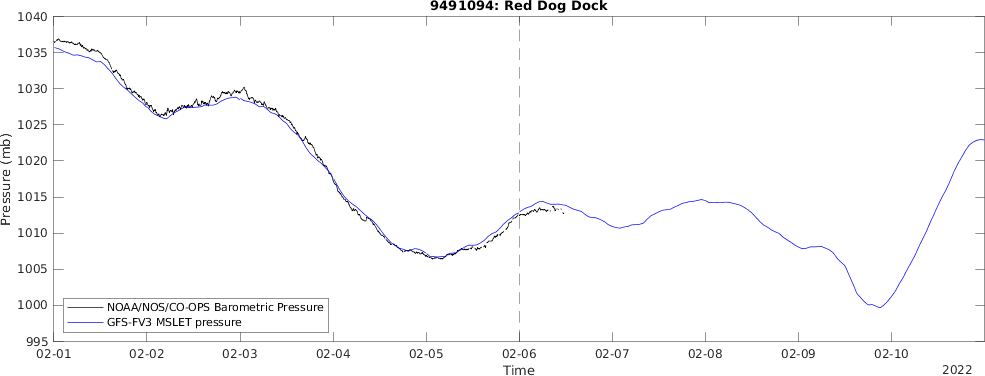 9491094: Red Dog Dock
1040
1035
1030
1025
1020
1015
1010
1005
1000
995
Pressure (mb)
NOAA/NOS/CO-OPS Barometric Pressure
GFS-FV3 MSLET pressure
02-01 02-02 02-03 02-04 02-05 02-06 02-07 02-08 02-09 02-10
Time
2022